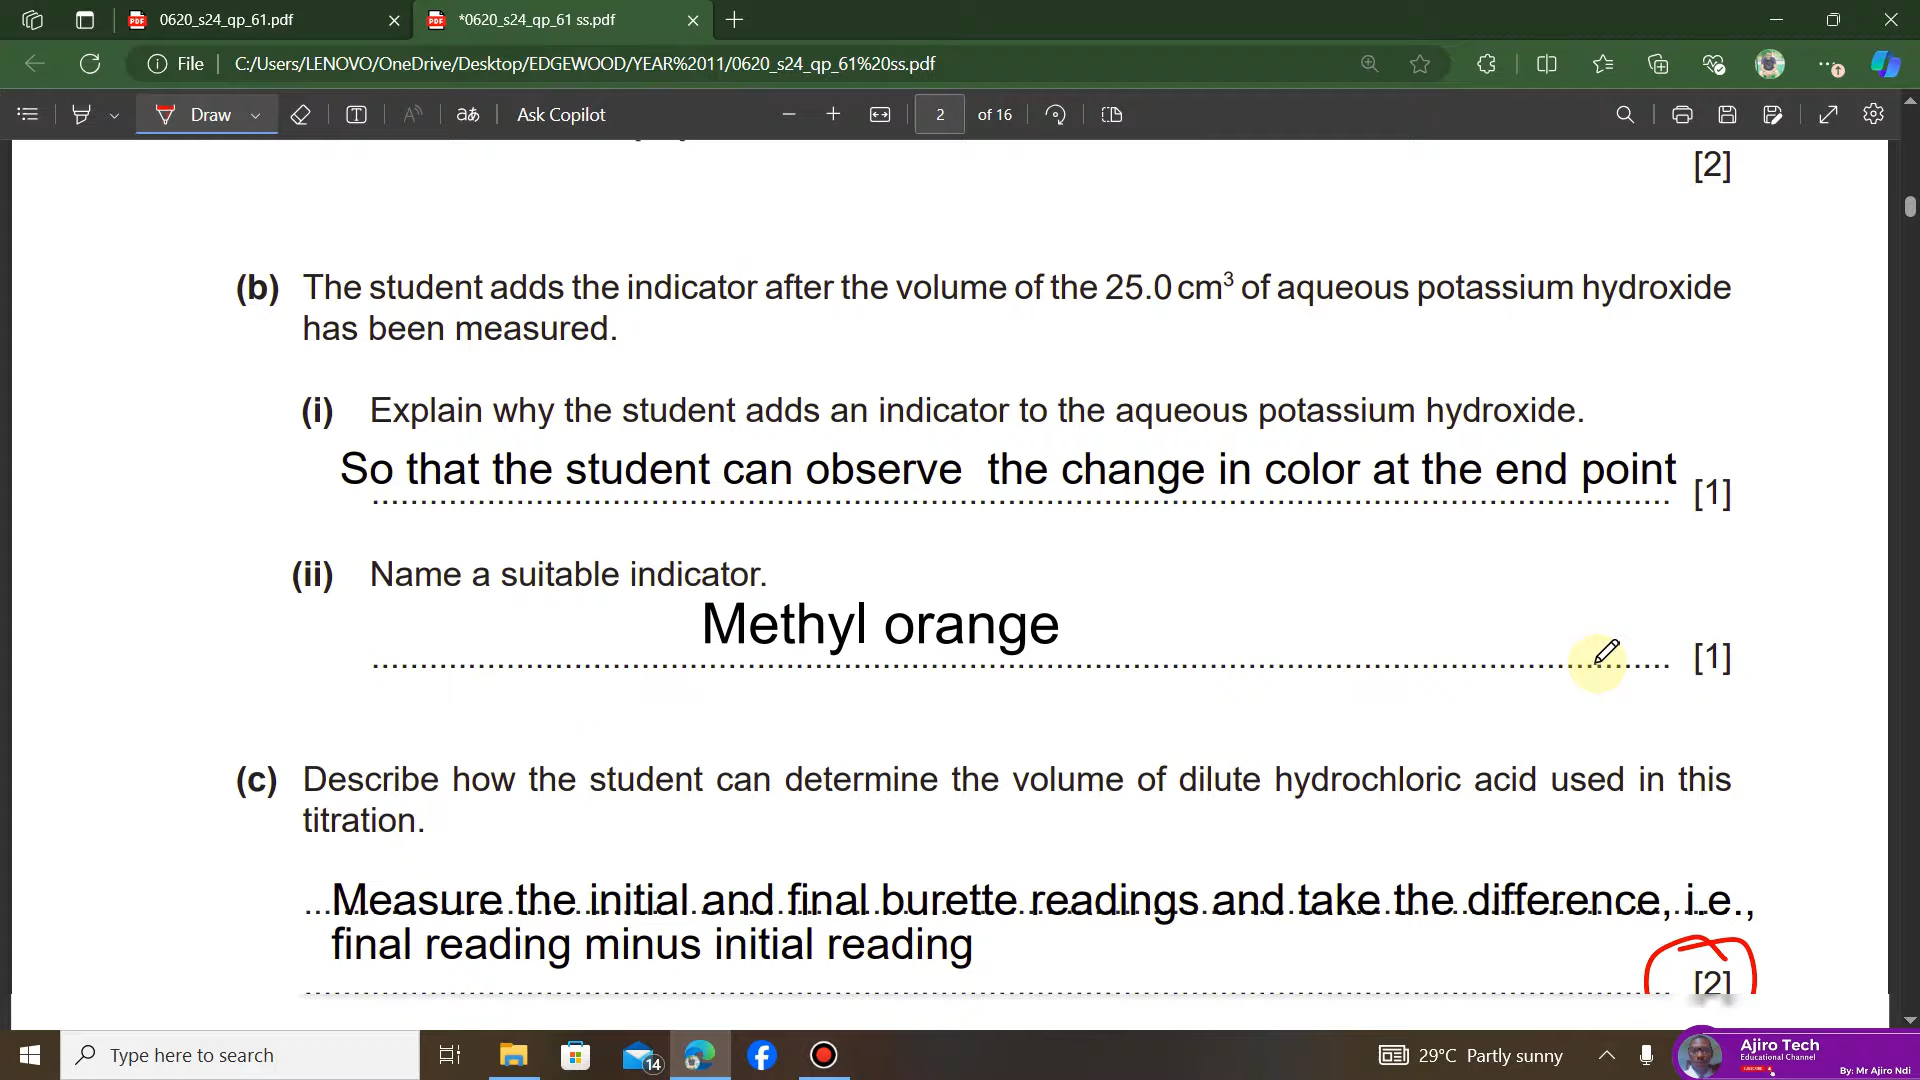 0620_s24_qp_61.pdf
*0620_s24_qp_61 ss.pdf
File
C:/Users/LENOVO/OneDrive/Desktop/EDGEWOOD/YEAR%2011/0620_s24_qp_61%20ss.pdf
Draw
Ask Copilot
2 of 16
[2]
(b) The student adds the indicator after the volume of the 25.0 cm³ of aqueous potassium hydroxide
has been measured.
(i) Explain why the student adds an indicator to the aqueous potassium hydroxide.
So that the student can observe the change in color at the end point
[1]
(ii) Name a suitable indicator.
Methyl orange
[1]
(c) Describe how the student can determine the volume of dilute hydrochloric acid used in this
titration.
Measure the initial and final burette readings and take the difference, i.e.,
final reading minus initial reading
[2]
Type here to search
14
29°C Partly sunny
Ajiro Tech
Educational Channel
By: Mr Ajiro Ndi